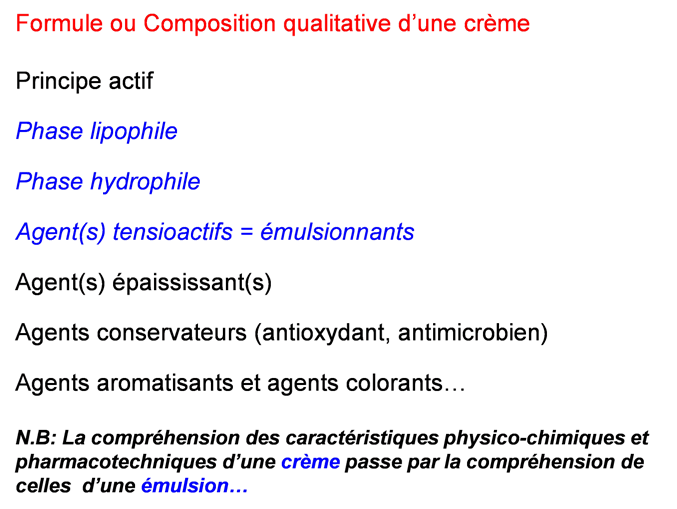 Formule ou Composition qualitative d’une crème
Principe actif
Phase lipophile
Phase hydrophile
Agent(s) tensioactifs = émulsionnants
Agent(s) épaississant(s)
Agents conservateurs (antioxydant, antimicrobien)
Agents aromatisants et agents colorants…
N.B: La compréhension des caractéristiques physico-chimiques et
pharmacotechniques d’une crème passe par la compréhension de
celles d’une émulsion…